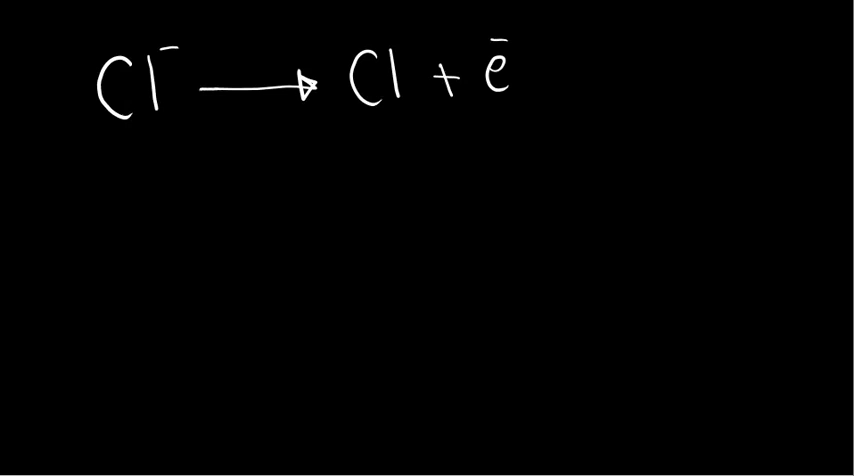 Cl⁻ → Cl + e⁻